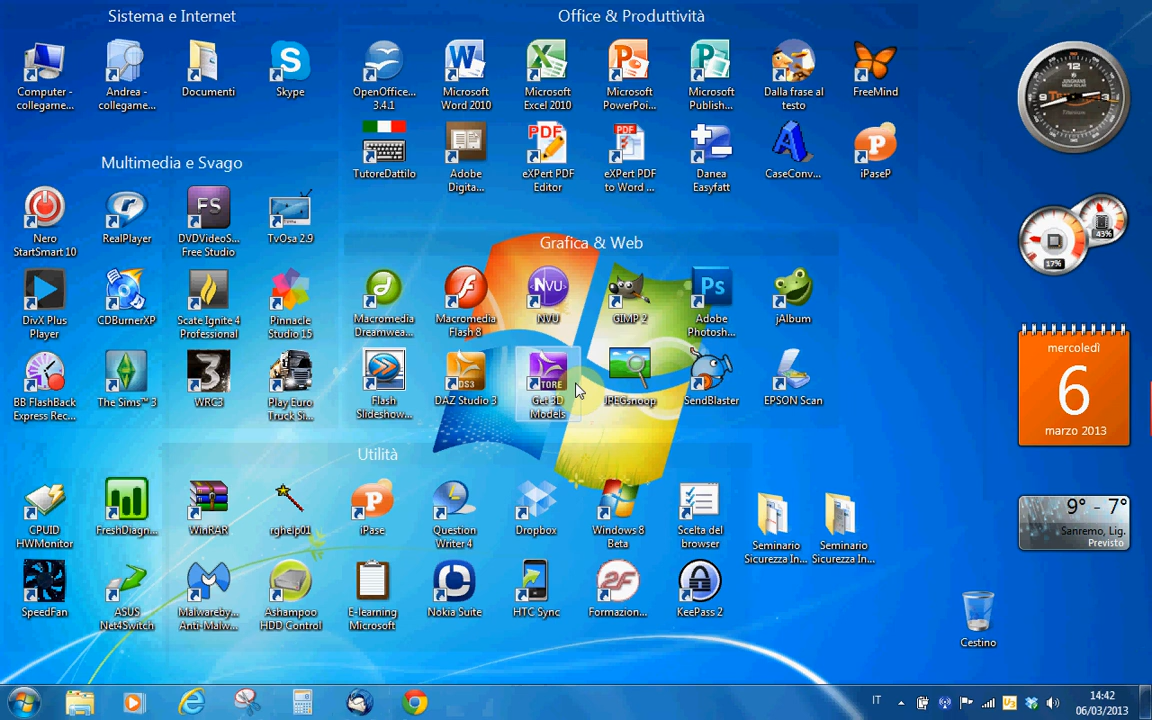 Sistema e Internet
Computer -
collegame...
Andrea -
collegame...
Documenti
Skype
Office & Produttività
OpenOffice...
3.4.1
Microsoft
Word 2010
Microsoft
Excel 2010
Microsoft
PowerPoi...
Microsoft
Publish...
Dalla frase al
testo
FreeMind
TutoreDattilo
Adobe
Digita...
eXPert PDF
Editor
eXPert PDF
to Word ...
Danea
Easyfatt
CaseConv...
iPaseP
Multimedia e Svago
Nero
StartSmart 10
RealPlayer
DVDVideoS...
Free Studio
TvOsa 2.9
DivX Plus
Player
CDBurnerXP
Scate Ignite 4
Professional
Pinnacle
Studio 15
BB FlashBack
Express Rec...
The Sims™ 3
WRC3
Play Euro
Truck Si...
Grafica & Web
Macromedia
Dreamwea...
Macromedia
Flash 8
NVU
GIMP 2
Adobe
Photosh...
jAlbum
Flash
Slideshow...
DAZ Studio 3
Get 3D
Models
JPEGsnoop
SendBlaster
EPSON Scan
Utilità
CPUID
HWMonitor
FreshDiagn...
WinRAR
rghelp01
iPase
Question
Writer 4
Dropbox
Windows 8
Beta
Scelta del
browser
Seminario
Sicurezza In...
Seminario
Sicurezza In...
SpeedFan
ASUS
Net4Switch
Malwareby...
Anti-Malw...
Ashampoo
HDD Control
E-learning
Microsoft
Nokia Suite
HTC Sync
Formazion...
KeePass 2
12
3
JUNGHANS
17%
43%
mercoledì
6
marzo 2013
9° - 7°
Sanremo, Lig.
Previsto
Cestino
IT
14:42
06/03/2013